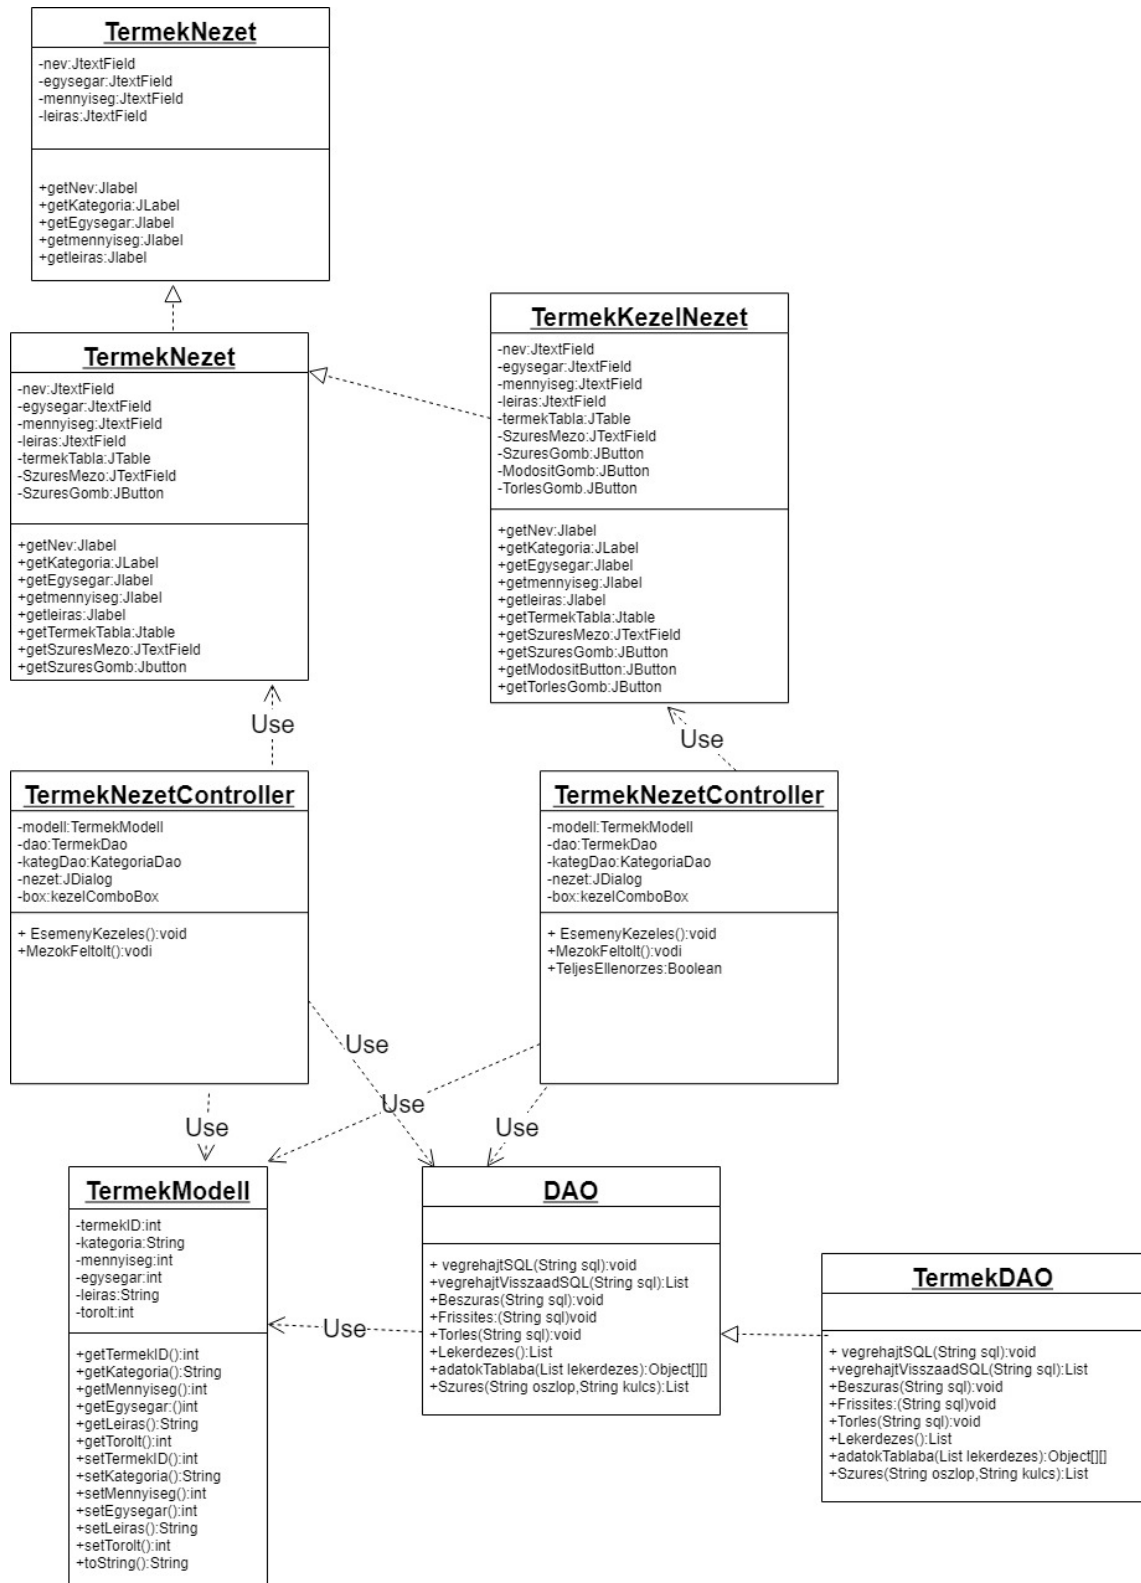 TermekNezet
-nev:JtextField
-egysegar:JtextField
-mennyiseg:JtextField
-leiras:JtextField
+getNev:Jlabel
+getKategoria:JLabel
+getEgysegar:Jlabel
+getmennyiseg:Jlabel
+getleiras:Jlabel
TermekNezet
-nev:JtextField
-egysegar:JtextField
-mennyiseg:JtextField
-leiras:JtextField
-termekTabla:JTable
-SzuresMezo:JTextField
-SzuresGomb:JButton
+getNev:Jlabel
+getKategoria:JLabel
+getEgysegar:Jlabel
+getmennyiseg:Jlabel
+getleiras:Jlabel
+getTermekTabla:Jtable
+getSzuresMezo:JTextField
+getSzuresGomb:Jbutton
TermekKezelNezet
-nev:JtextField
-egysegar:JtextField
-mennyiseg:JtextField
-leiras:JtextField
-termekTabla:JTable
-SzuresMezo:JTextField
-SzuresGomb:JButton
-ModositGomb:JButton
-TorlesGomb.JButton
+getNev:Jlabel
+getKategoria:JLabel
+getEgysegar:Jlabel
+getmennyiseg:Jlabel
+getleiras:Jlabel
+getTermekTabla:Jtable
+getSzuresMezo:JTextField
+getSzuresGomb:JButton
+getModositButton:JButton
+getTorlesGomb:JButton
Use
Use
TermekNezetController
-modell:TermekModell
-dao:TermekDao
-kategDao:KategoriaDao
-nezet:JDialog
-box:kezelComboBox
+ EsemenyKezeles():void
+MezokFeltolt():vodi
TermekNezetController
-modell:TermekModell
-dao:TermekDao
-kategDao:KategoriaDao
-nezet:JDialog
-box:kezelComboBox
+ EsemenyKezeles():void
+MezokFeltolt():vodi
+TeljesEllenorzes:Boolean
Use
Use
Use
Use
TermekModell
-termekID:int
-kategoria:String
-mennyiseg:int
-egysegar:int
-leiras:String
-torolt:int
+getTermekID():int
+getKategoria():String
+getMennyiseg():int
+getEgysegar:()int
+getLeiras():String
+getTorolt():int
+setTermekID():int
+setKategoria():String
+setMennyiseg():int
+setEgysegar():int
+setLeiras():String
+setTorolt():int
+toString():String
Use
DAO
+ vegrehajtSQL(String sql):void
+vegrehajtVisszaadSQL(String sql):List
+Beszuras(String sql):void
+Frissites:(String sql)void
+Torles(String sql):void
+Lekerdezes():List
+adatokTablaba(List lekerdezes):Object[][]
+Szures(String oszlop,String kulcs):List
TermekDAO
+ vegrehajtSQL(String sql):void
+vegrehajtVisszaadSQL(String sql):List
+Beszuras(String sql):void
+Frissites:(String sql)void
+Torles(String sql):void
+Lekerdezes():List
+adatokTablaba(List lekerdezes):Object[][]
+Szures(String oszlop,String kulcs):List